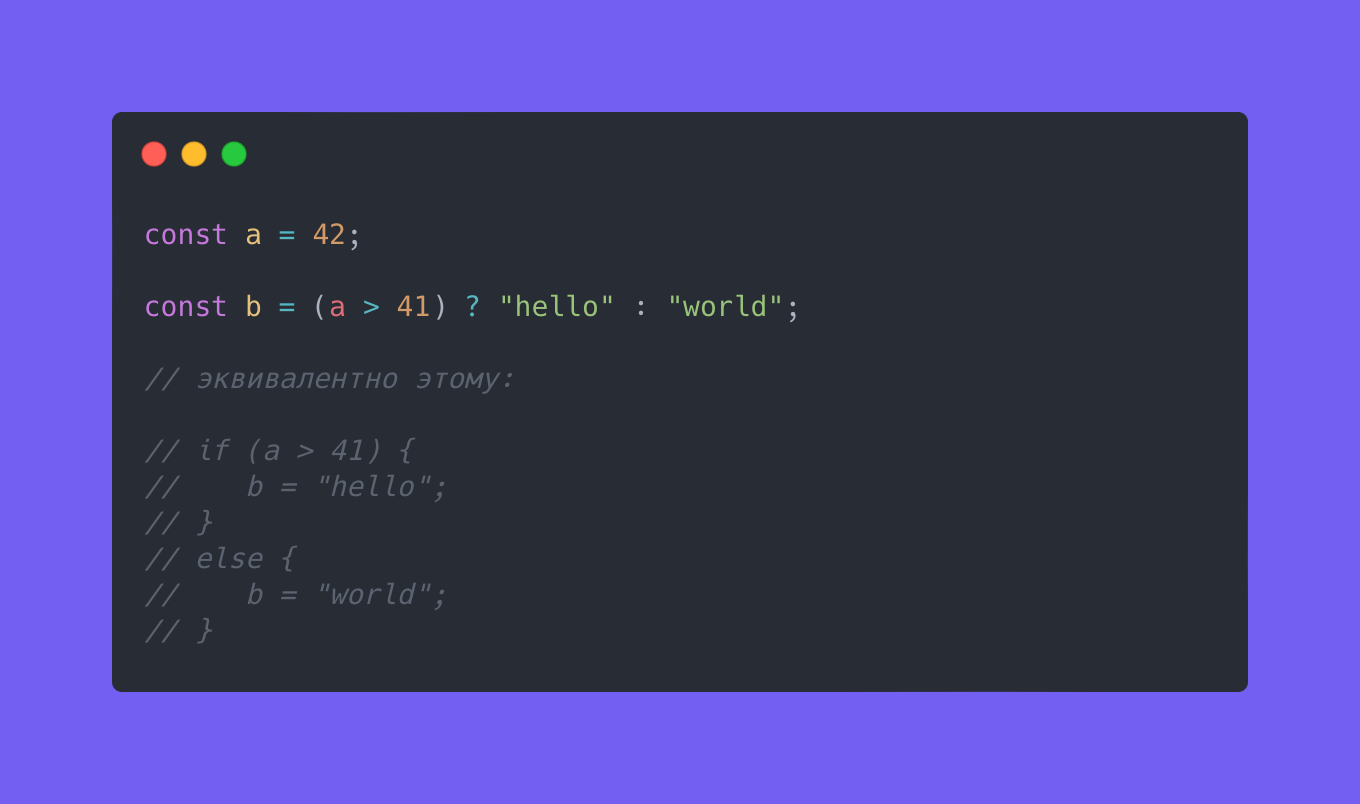 const a = 42;
const b = (a > 41) ? "hello" : "world";
// эквивалентно этому:
// if (a > 41) {
//    b = "hello";
// }
// else {
//    b = "world";
// }